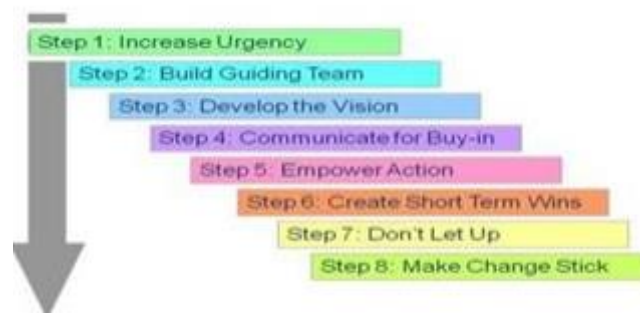 Step 1: Increase Urgency
Step 2: Build Guiding Team
Step 3: Develop the Vision
Step 4: Communicate for Buy-in
Step 5: Empower Action
Step 6: Create Short Term Wins
Step 7: Don't Let Up
Step 8: Make Change Stick